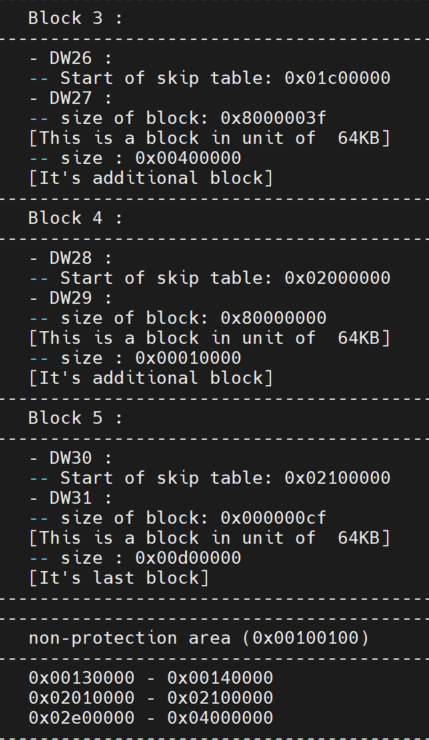 Block 3 :
- DW26 :
-- Start of skip table: 0x01c00000
- DW27 :
-- size of block: 0x8000003f
[This is a block in unit of  64KB]
-- size : 0x00400000
[It's additional block]
Block 4 :
- DW28 :
-- Start of skip table: 0x02000000
- DW29 :
-- size of block: 0x80000000
[This is a block in unit of  64KB]
-- size : 0x00010000
[It's additional block]
Block 5 :
- DW30 :
-- Start of skip table: 0x02100000
- DW31 :
-- size of block: 0x000000cf
[This is a block in unit of  64KB]
-- size : 0x00d00000
[It's last block]
non-protection area (0x00100100)
0x00130000 - 0x00140000
0x02010000 - 0x02100000
0x02e00000 - 0x04000000